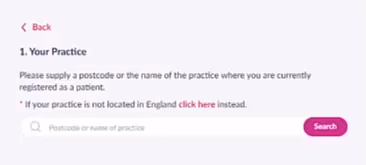 Back
1. Your Practice
Please supply a postcode or the name of the practice where you are currently
registered as a patient.
* If your practice is not located in England click here instead.
Postcode or name of practice Search